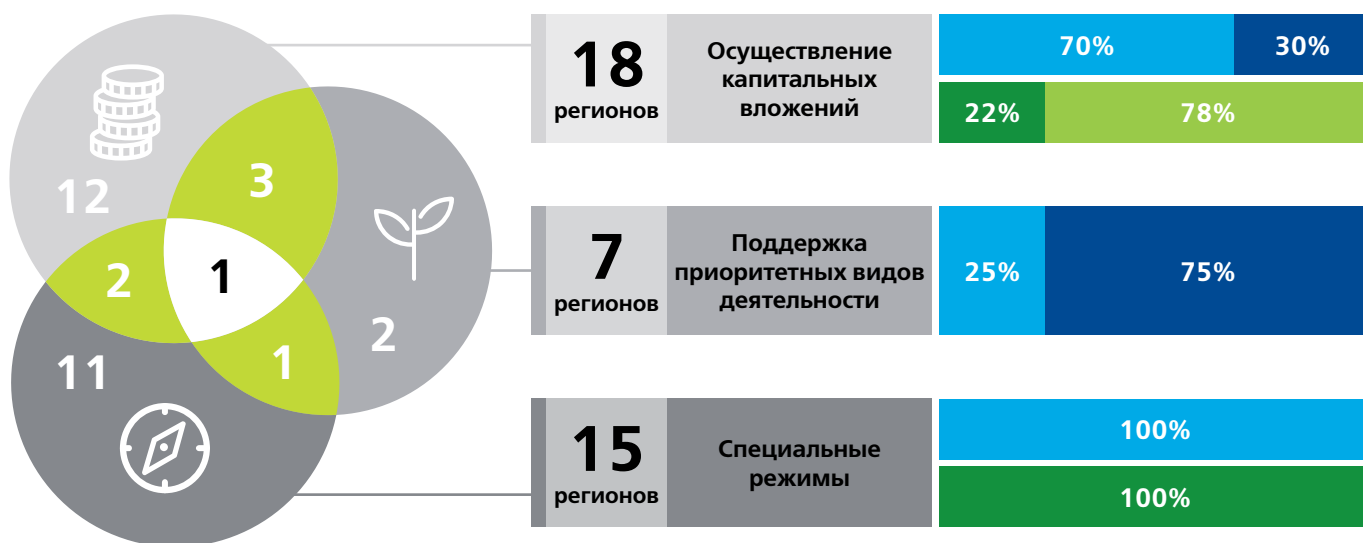 12
3
2
1
2
1
11
18
регионов
Осуществление
капитальных
вложений
70%
30%
22%
78%
7
регионов
Поддержка
приоритетных видов
деятельности
25%
75%
15
регионов
Специальные
режимы
100%
100%